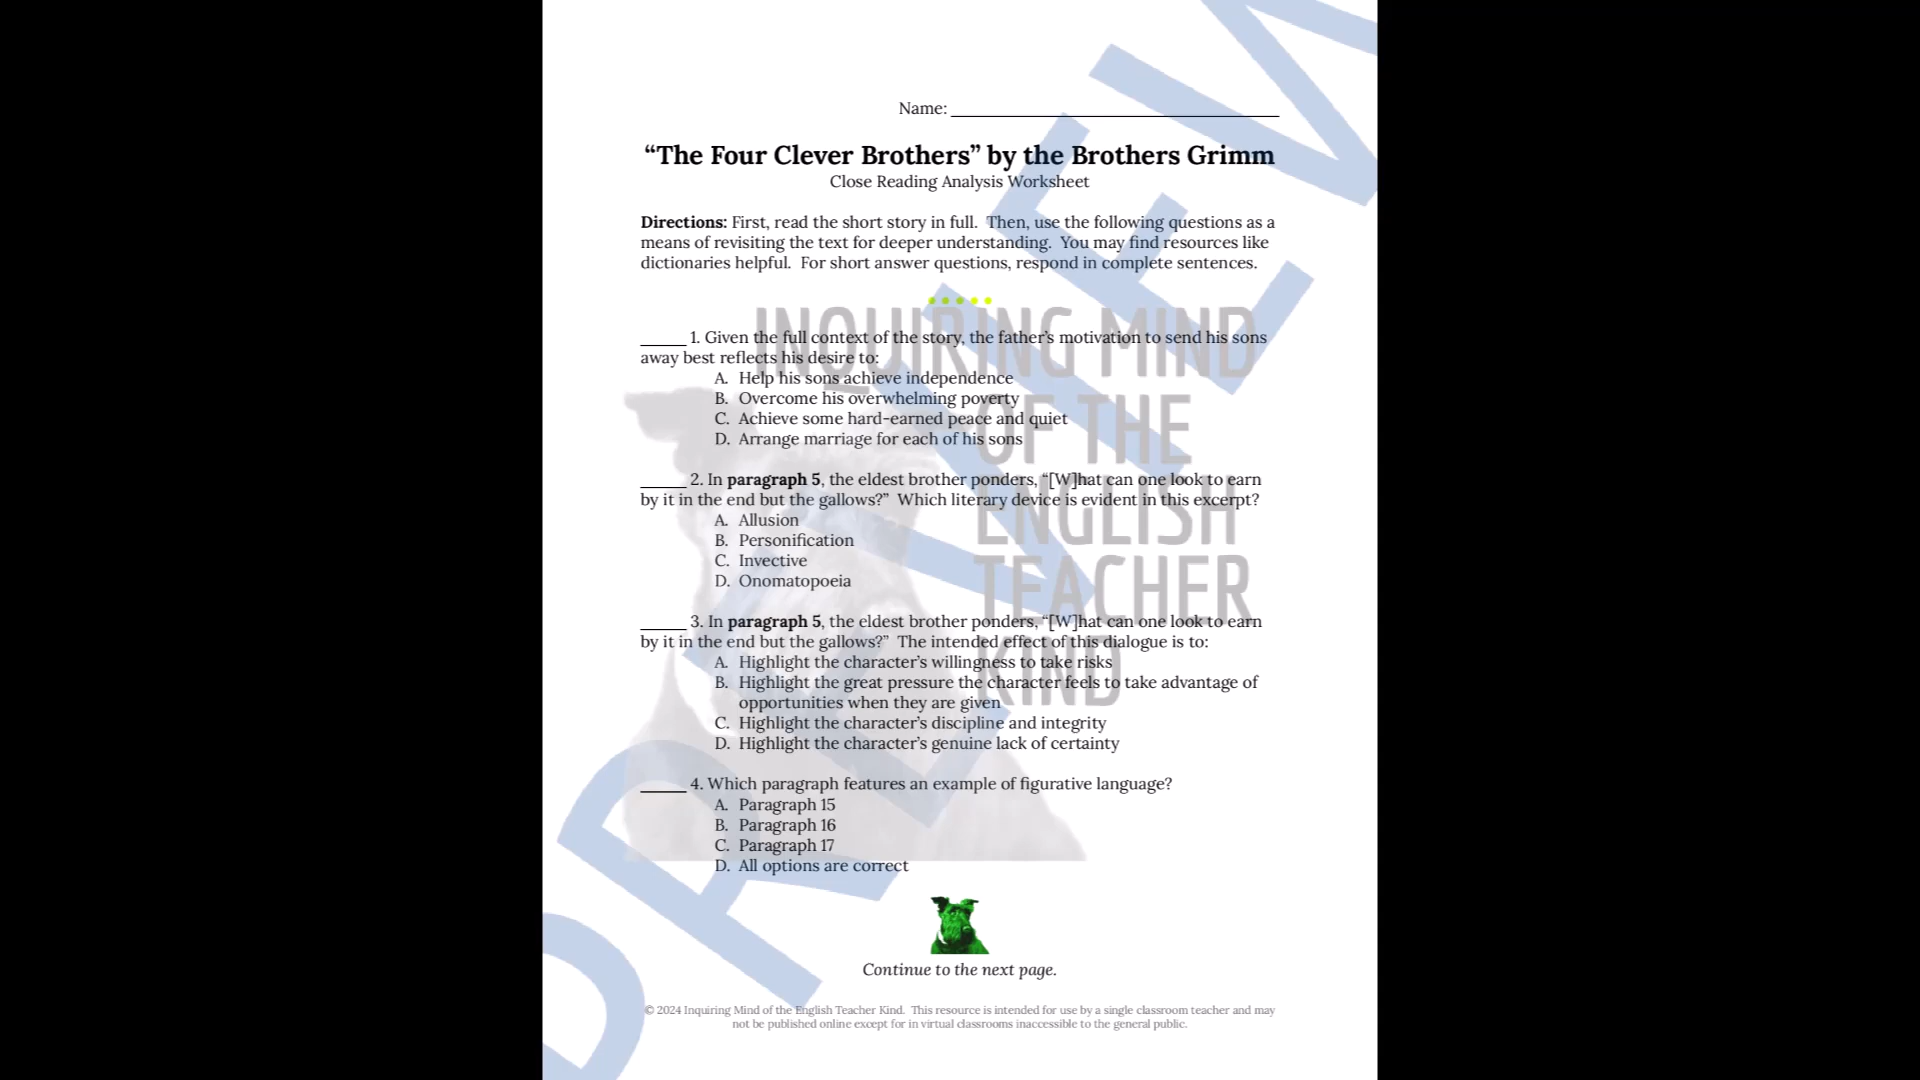 Name:
“The Four Clever Brothers” by the Brothers Grimm
Close Reading Analysis Worksheet
Directions: First, read the short story in full.  Then, use the following questions as a
means of revisiting the text for deeper understanding.  You may find resources like
dictionaries helpful.  For short answer questions, respond in complete sentences.
_____ 1. Given the full context of the story, the father’s motivation to send his sons
away best reflects his desire to:
A. Help his sons achieve independence
B. Overcome his overwhelming poverty
C. Achieve some hard-earned peace and quiet
D. Arrange marriage for each of his sons
_____ 2. In paragraph 5, the eldest brother ponders, “[W]hat can one look to earn
by it in the end but the gallows?”  Which literary device is evident in this excerpt?
A. Allusion
B. Personification
C. Invective
D. Onomatopoeia
_____ 3. In paragraph 5, the eldest brother ponders, “[W]hat can one look to earn
by it in the end but the gallows?”  The intended effect of this dialogue is to:
A. Highlight the character’s willingness to take risks
B. Highlight the great pressure the character feels to take advantage of
opportunities when they are given
C. Highlight the character’s discipline and integrity
D. Highlight the character’s genuine lack of certainty
_____ 4. Which paragraph features an example of figurative language?
A. Paragraph 15
B. Paragraph 16
C. Paragraph 17
D. All options are correct
Continue to the next page.
© 2024 Inquiring Mind of the English Teacher Kind.  This resource is intended for use by a single classroom teacher and may
not be published online except for in virtual classrooms inaccessible to the general public.
INQUIRING MIND
OF THE
ENGLISH
TEACHER
KIND
PREVIEW